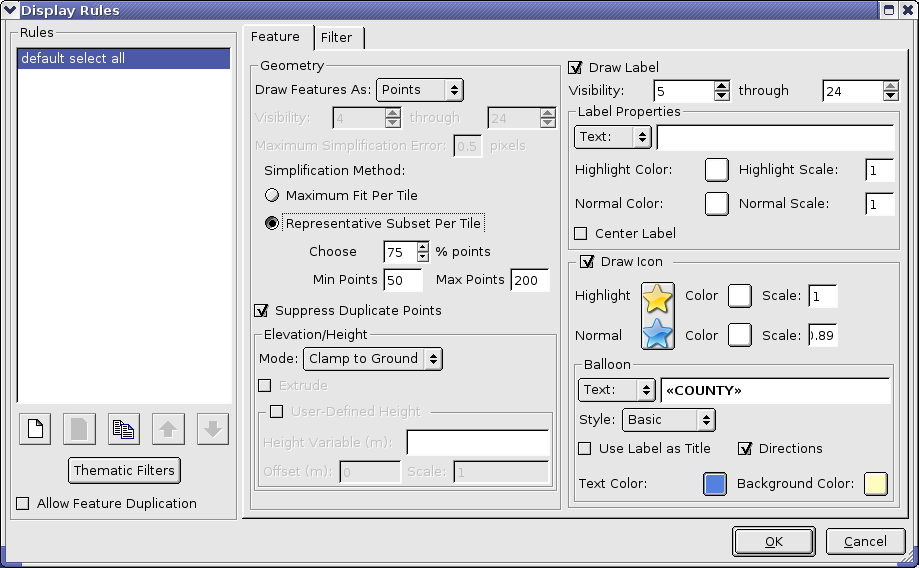 Display Rules
Rules
default select all
Thematic Filters
Allow Feature Duplication
Feature
Filter
Geometry
Draw Features As: Points
Visibility: 4 through 24
Maximum Simplification Error: 0.5 pixels
Simplification Method:
Maximum Fit Per Tile
Representative Subset Per Tile
Choose 75 % points
Min Points 50 Max Points 200
Suppress Duplicate Points
Elevation/Height
Mode: Clamp to Ground
Extrude
User-Defined Height
Height Variable (m):
Offset (m): 0 Scale: 1
Draw Label
Visibility: 5 through 24
Label Properties
Text:
Highlight Color: Highlight Scale: 1
Normal Color: Normal Scale: 1
Center Label
Draw Icon
Highlight Color Scale: 1
Normal Color Scale: .89
Balloon
Text: «COUNTY»
Style: Basic
Use Label as Title Directions
Text Color: Background Color:
OK Cancel